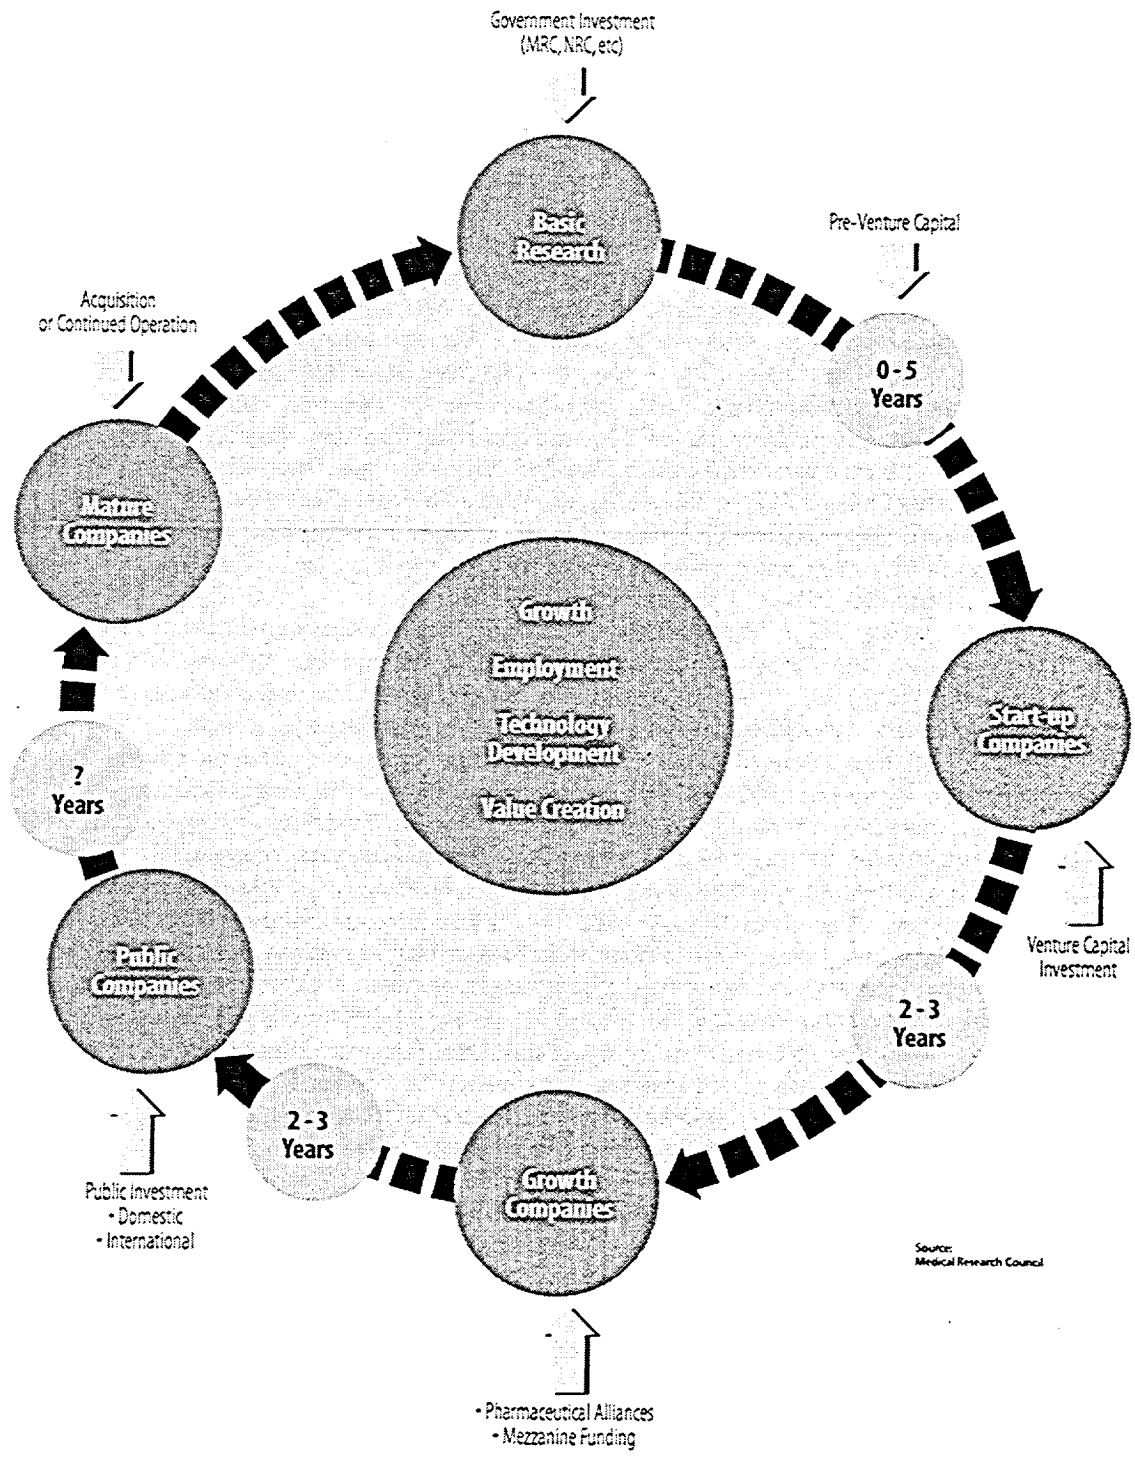 Government Investment
(MRC, NRC, etc)
Basic
Research
Pre-Venture Capital
0 - 5
Years
Acquisition
or Continued Operation
Mature
Companies
Growth
Employment
Technology
Development
Value Creation
Start-up
Companies
? 
Years
Venture Capital
Investment
Public
Companies
2 - 3
Years
2 - 3
Years
Growth
Companies
Public Investment
• Domestic
• International
Source:
Medical Research Council
• Pharmaceutical Alliances
• Mezzanine Funding